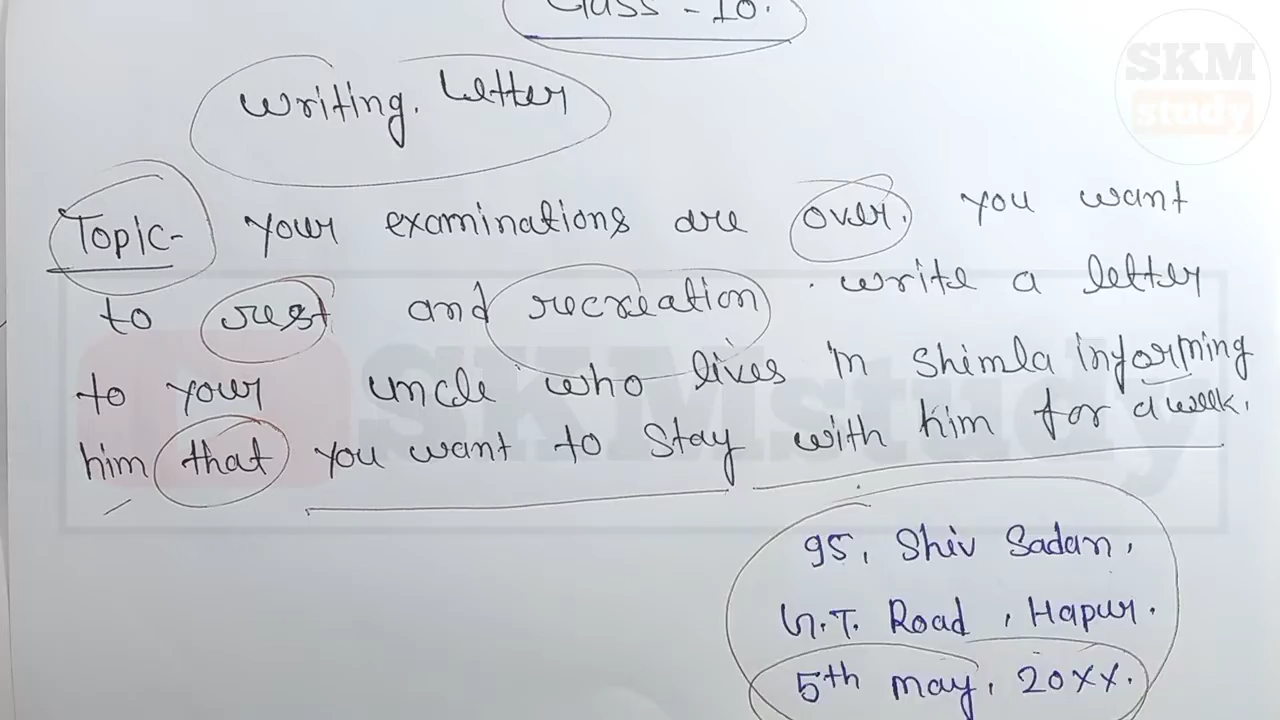 Class - 10.
SKM
study
Writing. Letter
Topic- Your examinations are over. You want
to rest and recreation. write a letter
to your uncle who lives in Shimla informing
him that you want to stay with him for a week.
SKMstudy
95, Shiv Sadan,
G.T. Road, Hapur.
5th may, 20XX.